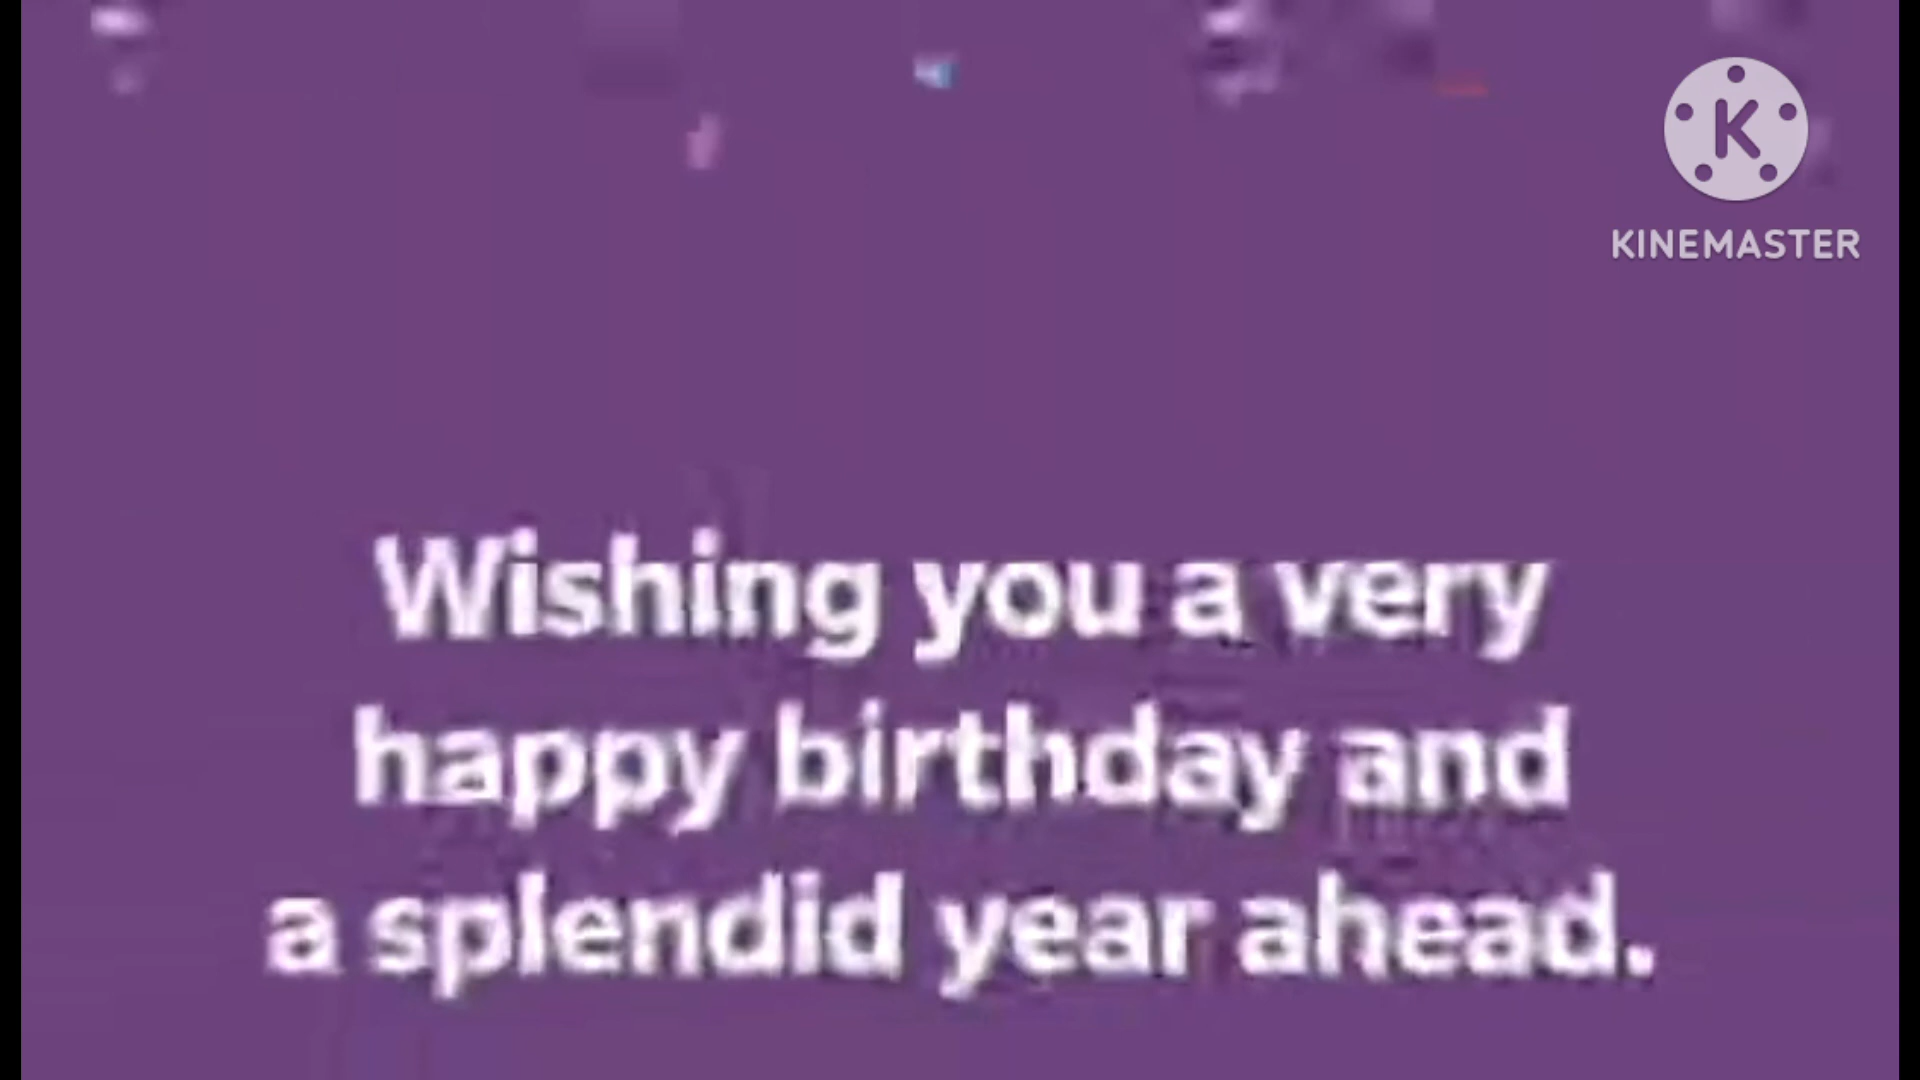 K
KINEMASTER
Wishing you a very
happy birthday and
a splendid year ahead.